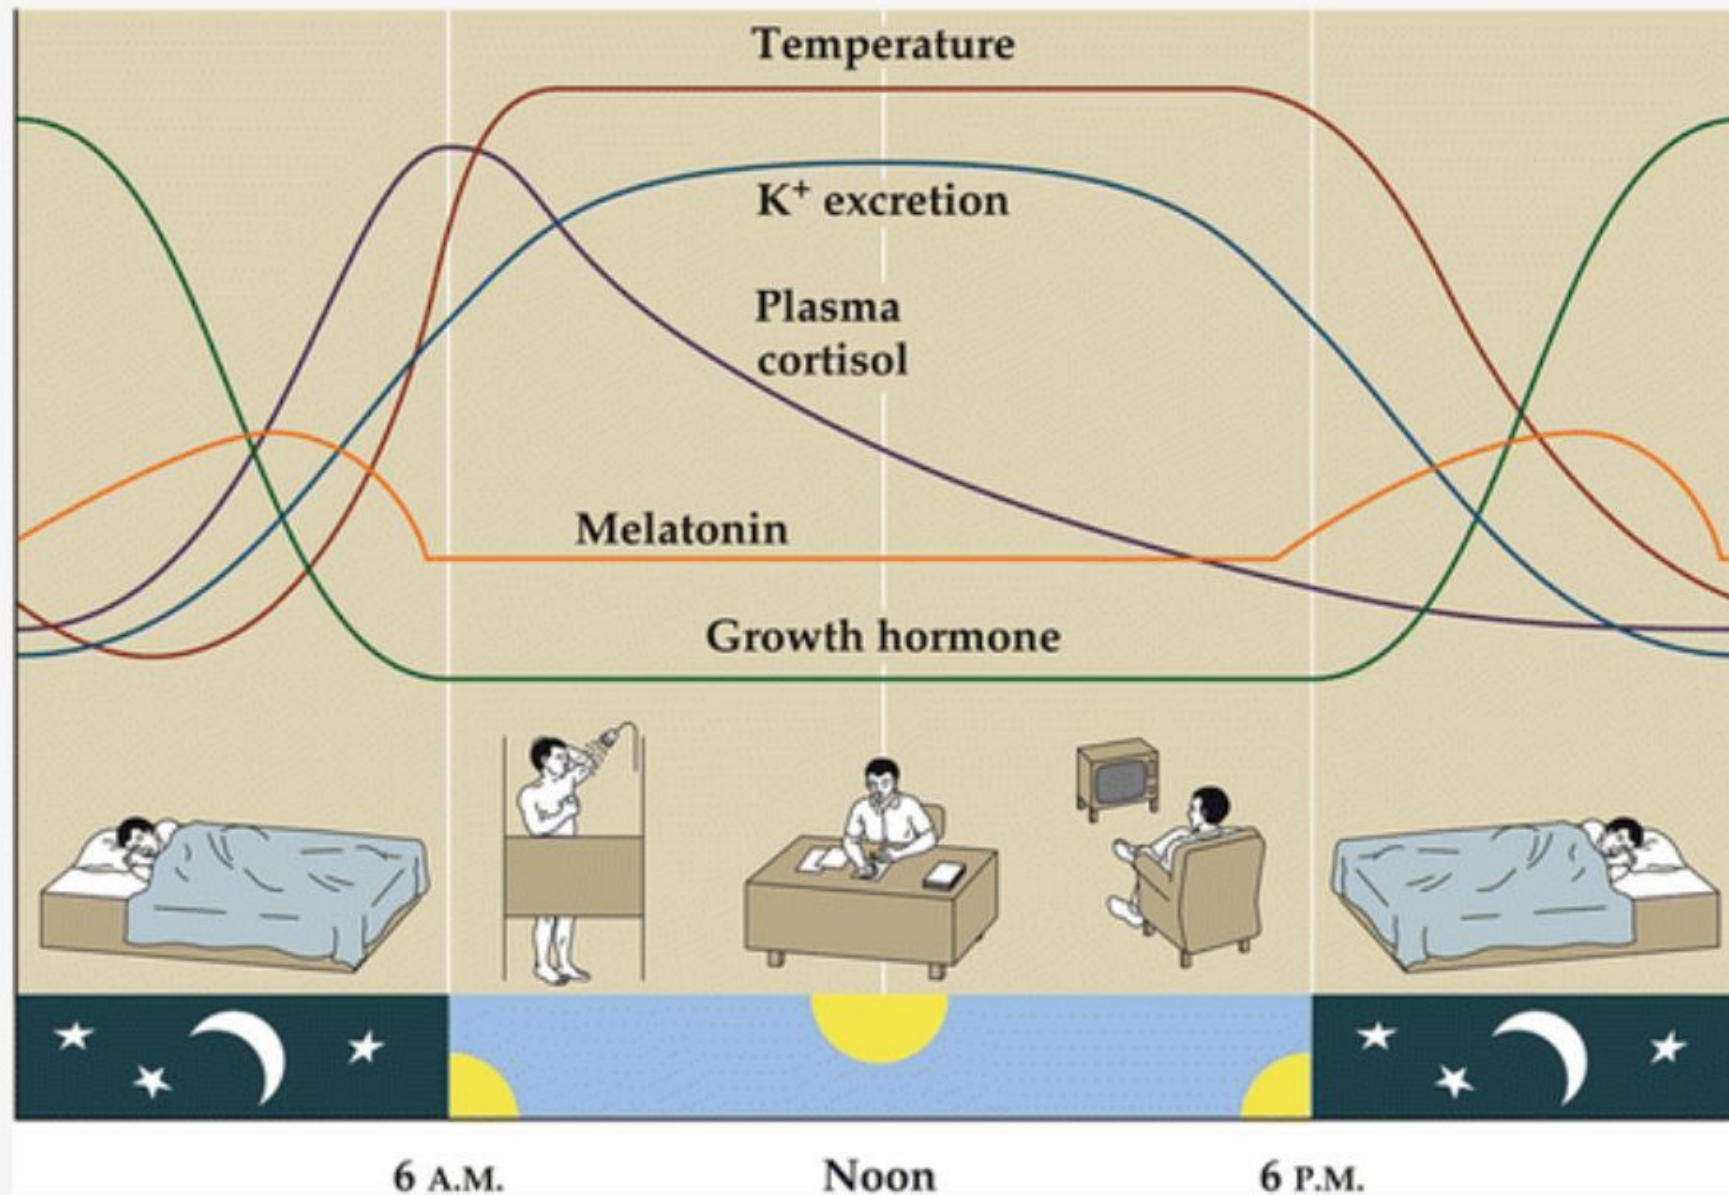 Temperature
K⁺ excretion
Plasma
cortisol
Melatonin
Growth hormone
6 A.M.
Noon
6 P.M.